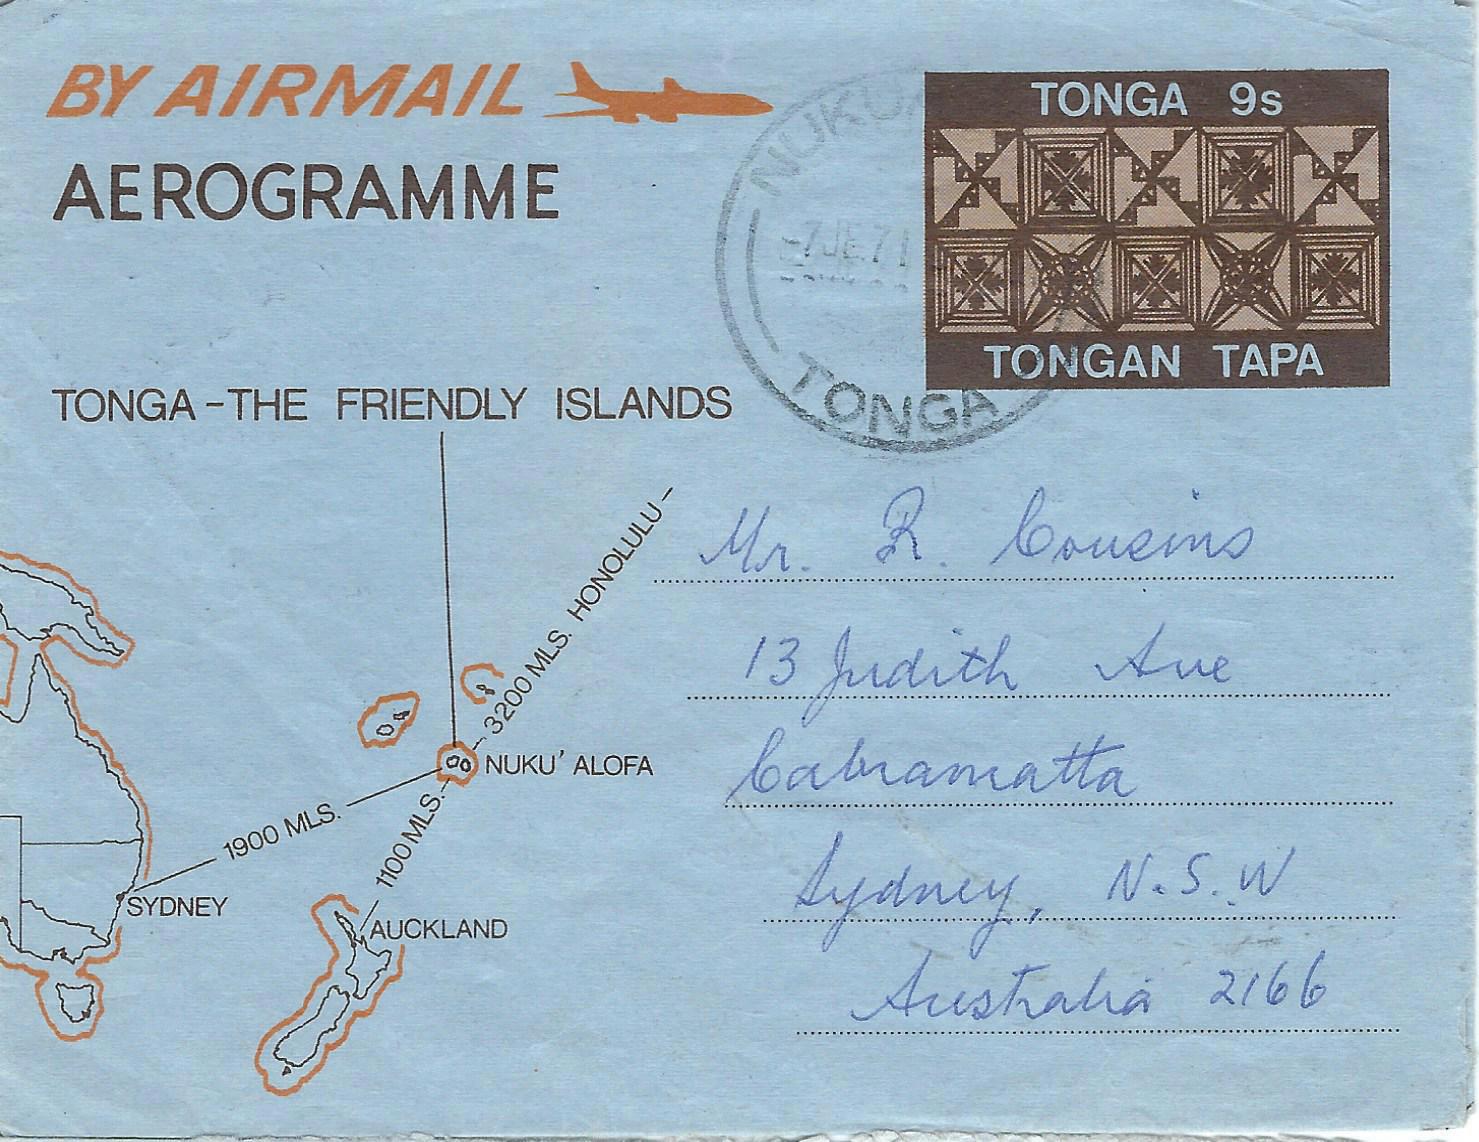 BY AIRMAIL
AEROGRAMME
TONGA 9s
TONGAN TAPA
TONGA
TONGA - THE FRIENDLY ISLANDS
3200 MLS. HONOLULU
NUKU' ALOFA
1900 MLS.
1100 MLS.
SYDNEY
AUCKLAND
Mr. R. Cousins
13 Judith Ave
Cabramatta
Sydney, N.S.W
Australia 2166